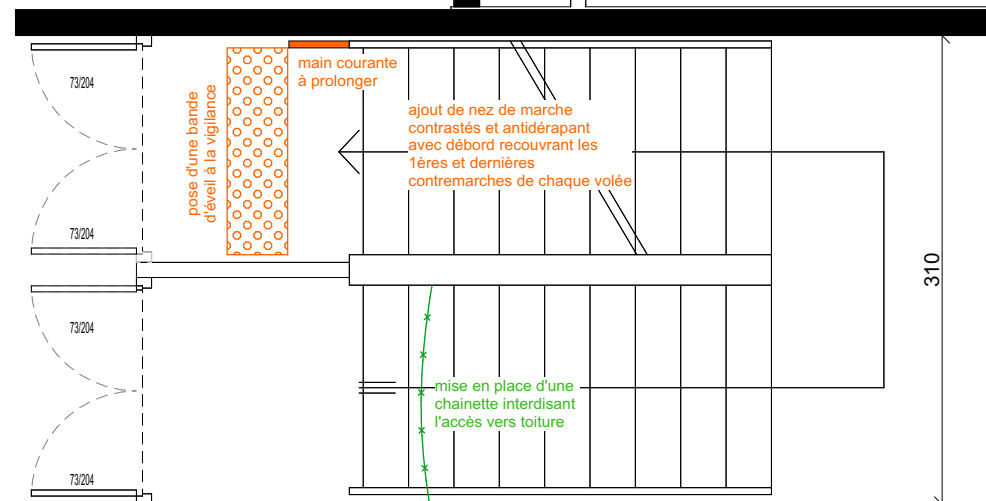 73/204
main courante
à prolonger
pose d'une bande
d'éveil à la vigilance
ajout de nez de marche
contrastés et antidérapant
avec débord recouvrant les
1ères et dernières
contremarches de chaque volée
73/204
310
73/204
mise en place d'une
chainette interdisant
l'accès vers toiture
73/204